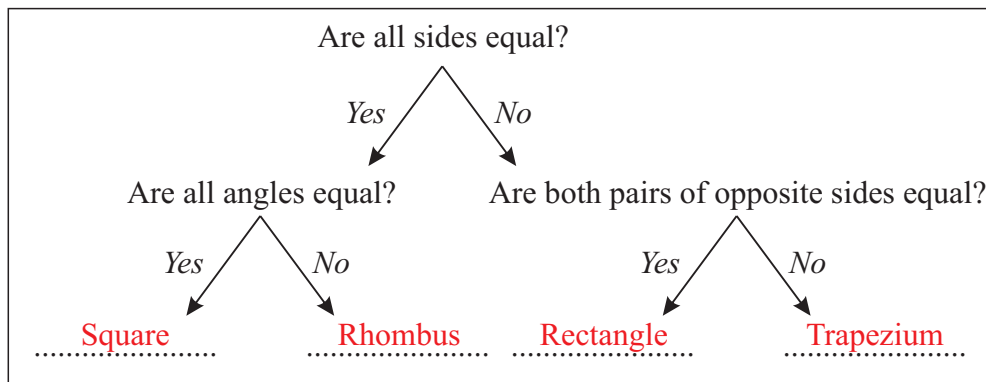 Are all sides equal?
Yes No
Are all angles equal? Are both pairs of opposite sides equal?
Yes No Yes No
Square Rhombus Rectangle Trapezium